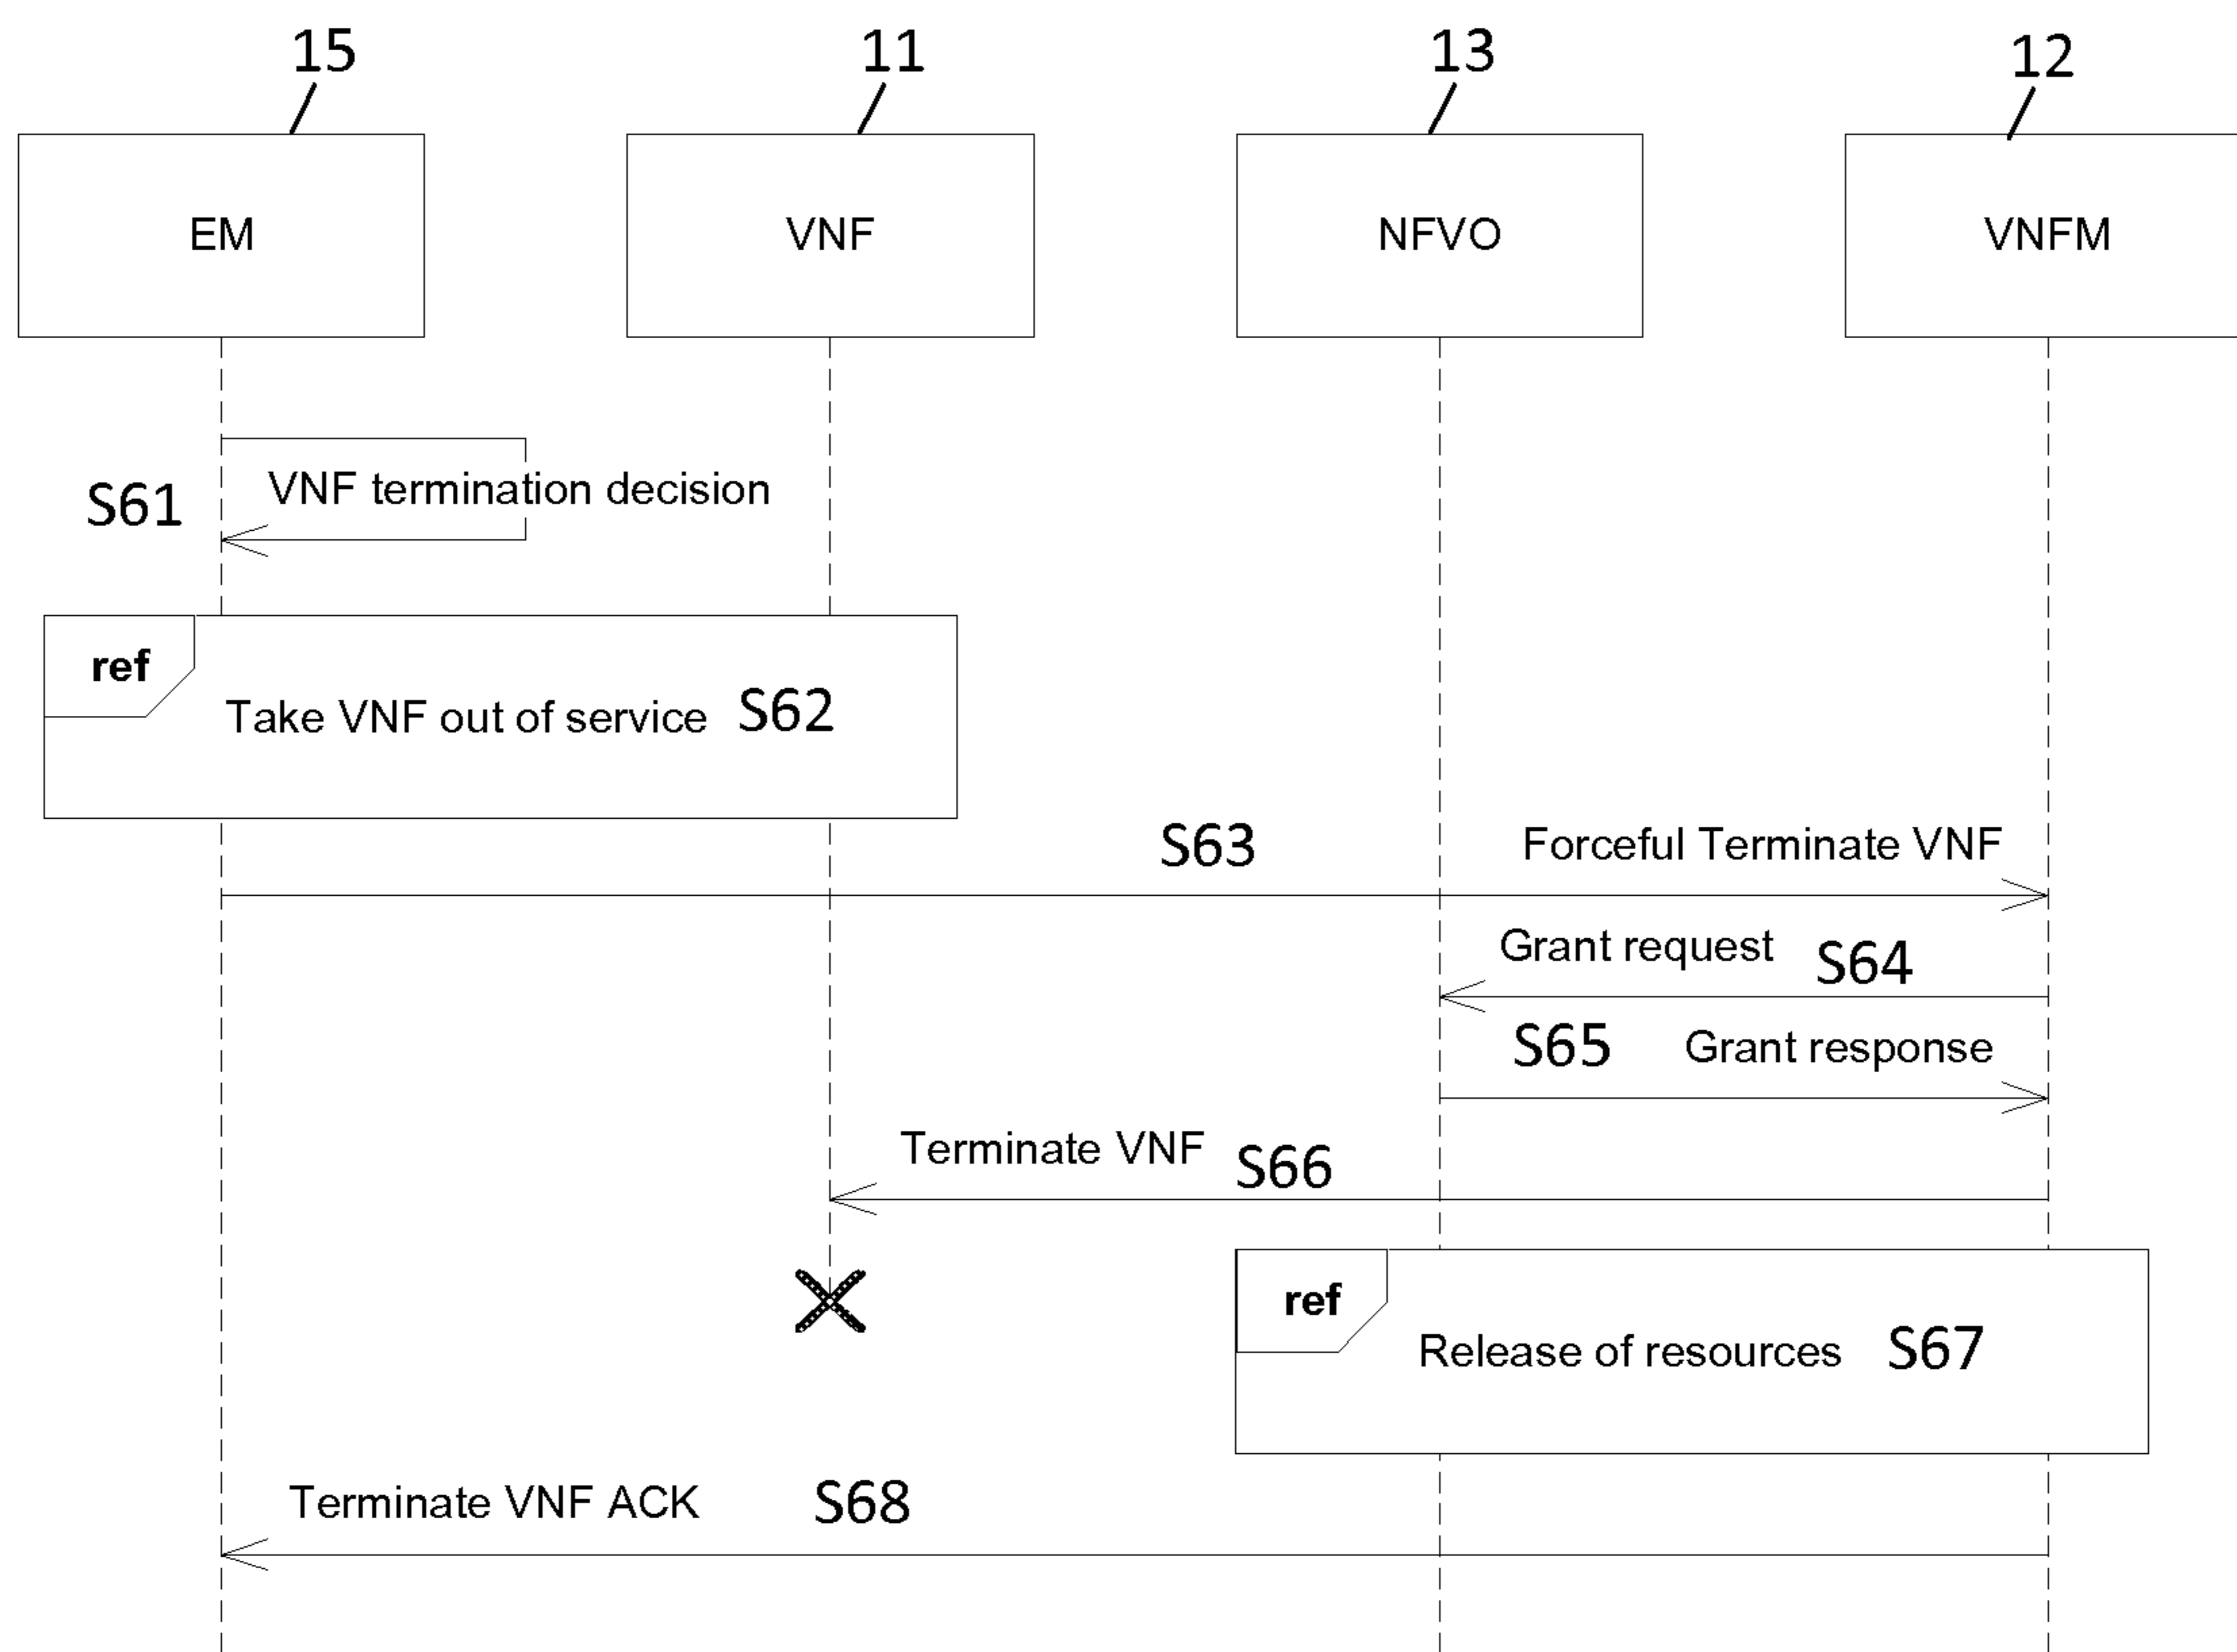 15
11
13
12
EM
VNF
NFVO
VNFM
S61
VNF termination decision
ref
Take VNF out of service S62
S63
Forceful Terminate VNF
Grant request S64
S65 Grant response
Terminate VNF S66
ref
Release of resources S67
Terminate VNF ACK S68